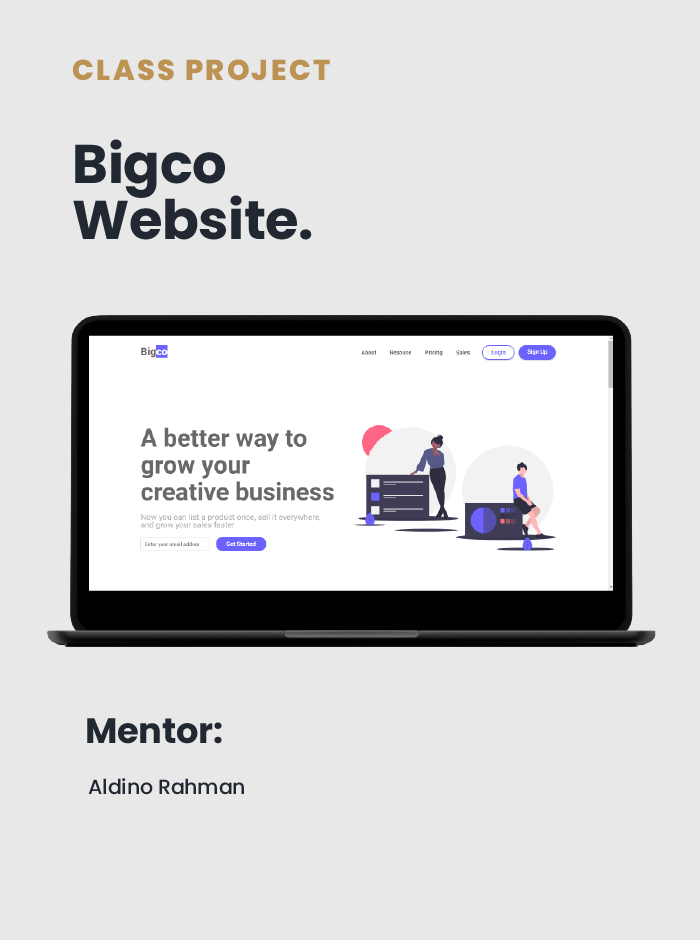 CLASS PROJECT
Bigco
Website.
Bigco
About Resouce Pricing Sales Login Sign Up
A better way to
grow your
creative business
Now you can list a product once, sell it everywhere,
and grow your sales faster
Enter your email address Get Started
Mentor:
Aldino Rahman